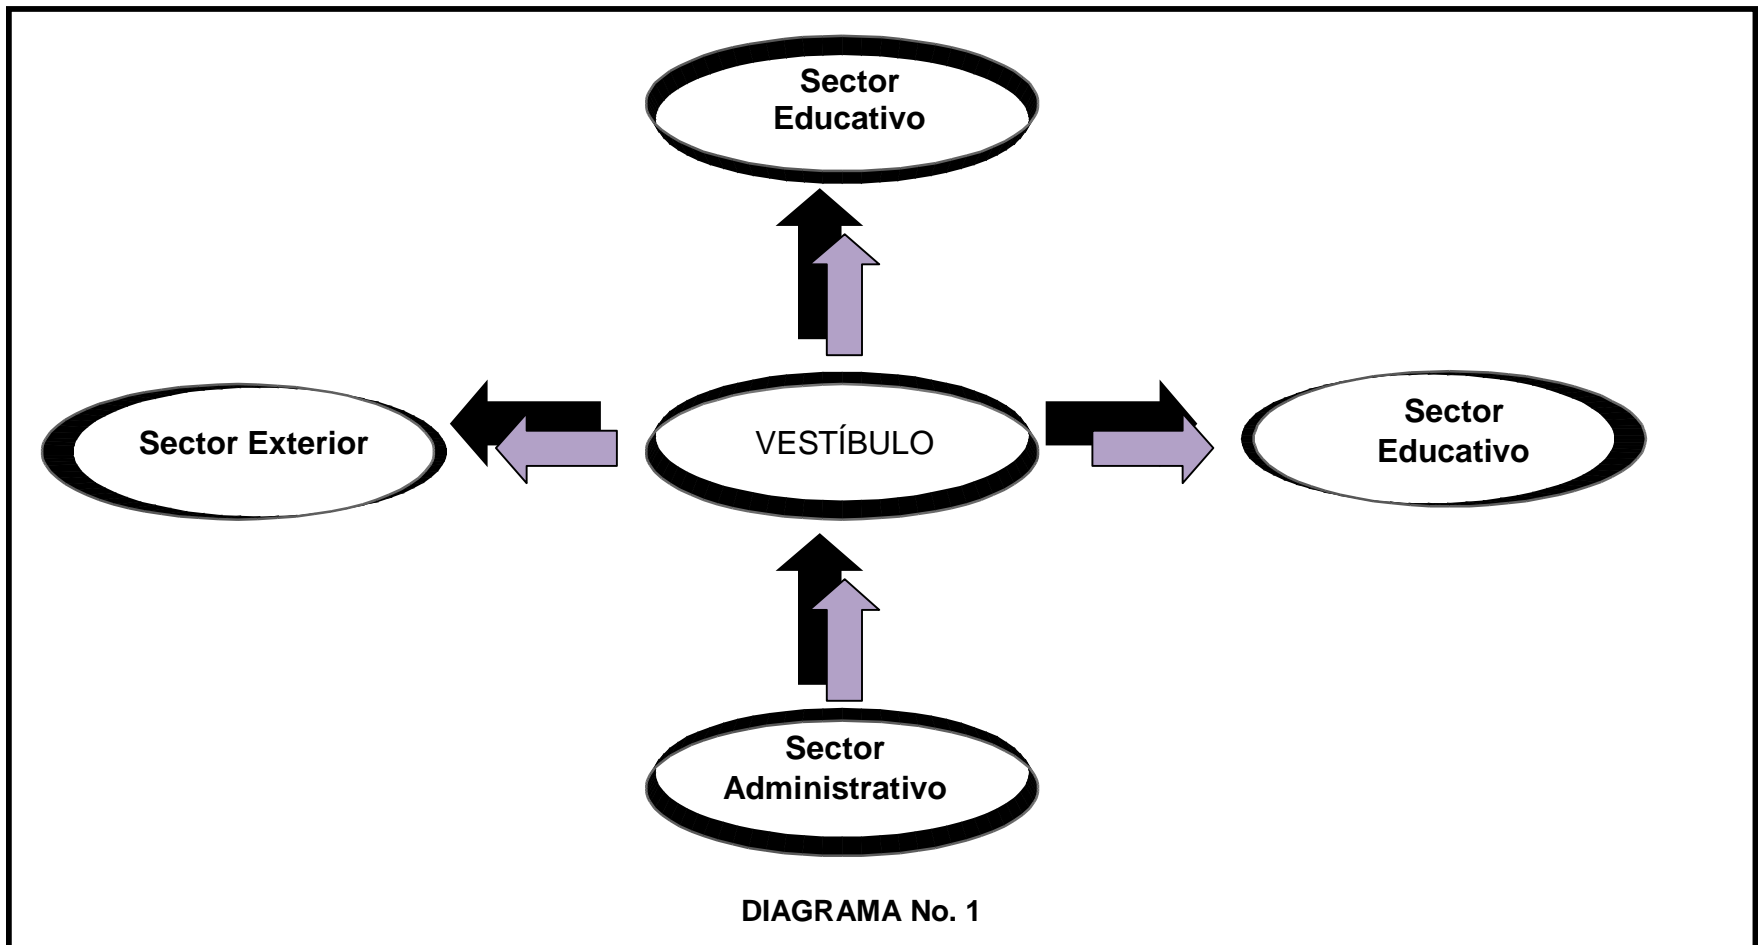 Sector
Educativo
Sector Exterior
VESTÍBULO
Sector
Educativo
Sector
Administrativo
DIAGRAMA No. 1